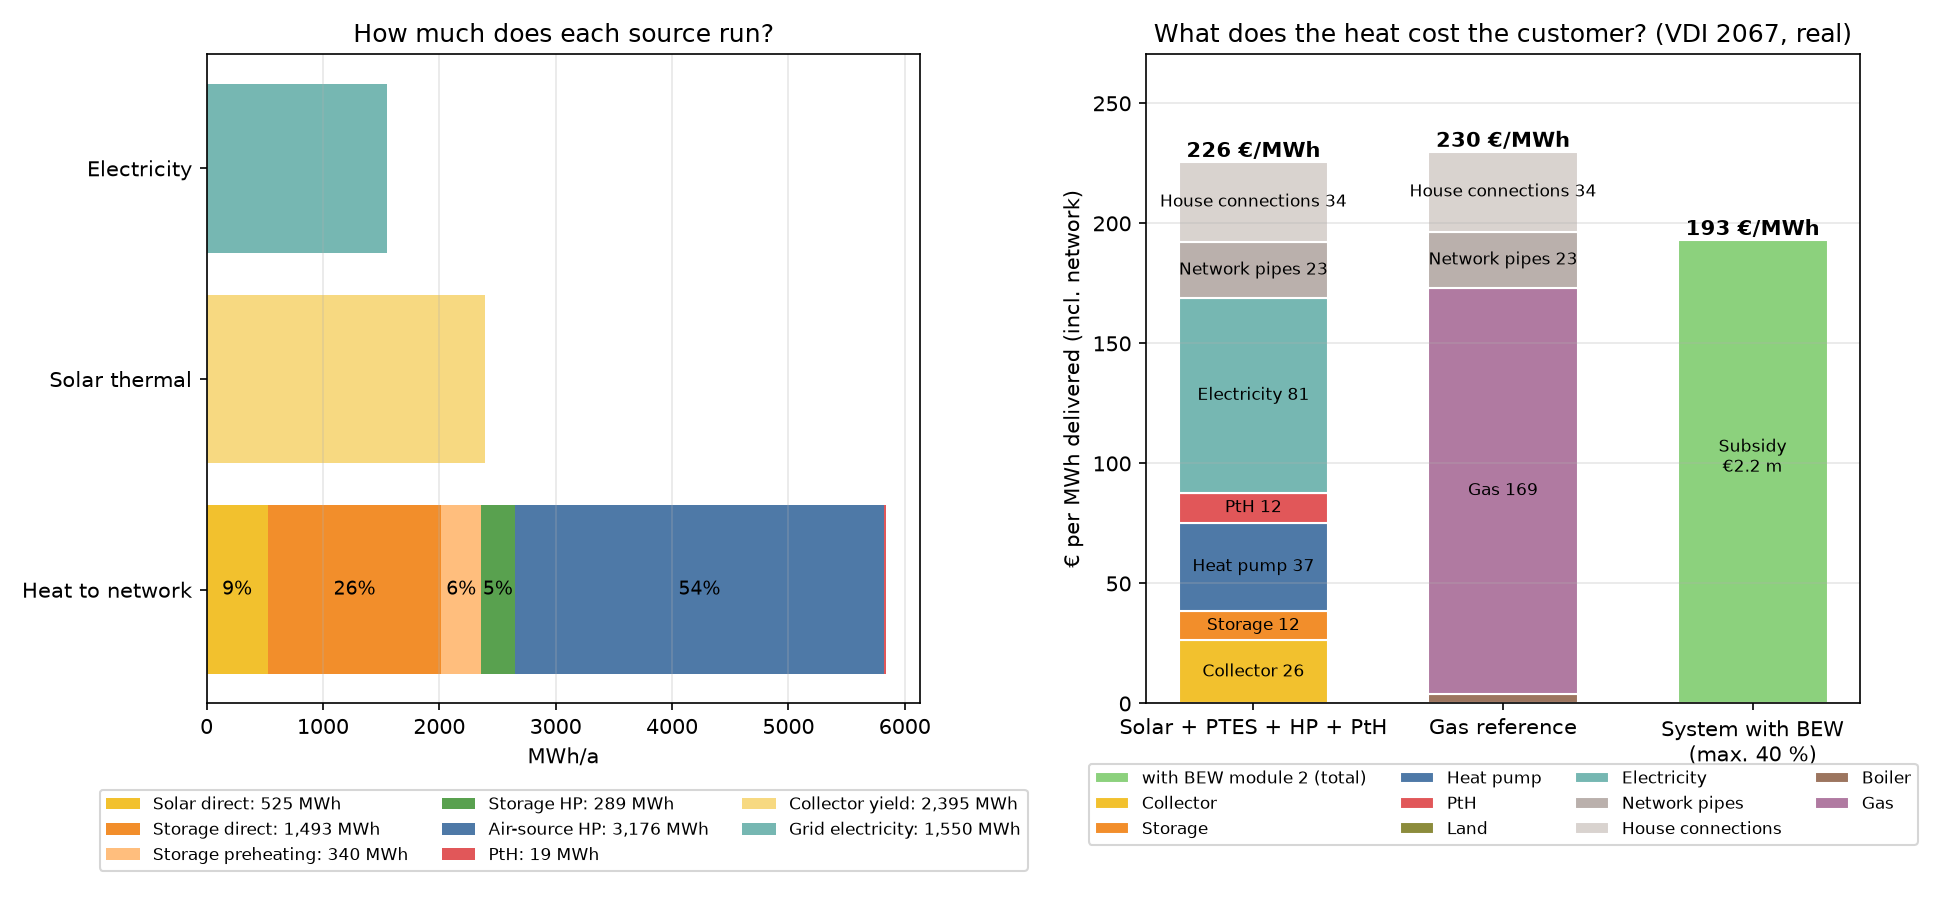 How much does each source run?
Electricity
Solar thermal
Heat to network
9%
26%
6%
5%
54%
0
1000
2000
3000
4000
5000
6000
MWh/a
Solar direct: 525 MWh
Storage direct: 1,493 MWh
Storage preheating: 340 MWh
Storage HP: 289 MWh
Air-source HP: 3,176 MWh
PtH: 19 MWh
Collector yield: 2,395 MWh
Grid electricity: 1,550 MWh
What does the heat cost the customer? (VDI 2067, real)
€ per MWh delivered (incl. network)
250
200
150
100
50
0
226 €/MWh
House connections 34
Network pipes 23
Electricity 81
PtH 12
Heat pump 37
Storage 12
Collector 26
230 €/MWh
House connections 34
Network pipes 23
Gas 169
193 €/MWh
Subsidy
€2.2 m
Solar + PTES + HP + PtH
Gas reference
System with BEW
(max. 40 %)
with BEW module 2 (total)
Collector
Storage
Heat pump
PtH
Land
Electricity
Network pipes
House connections
Boiler
Gas